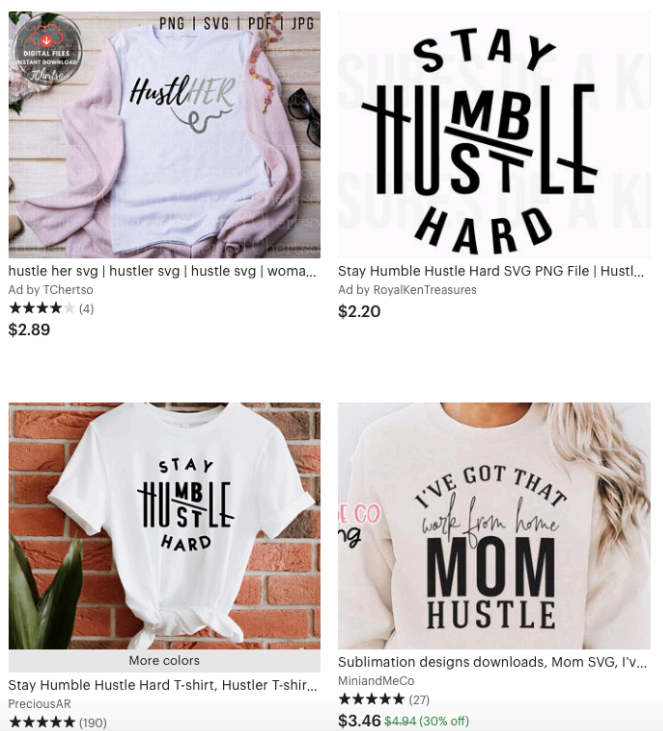 PNG | SVG | PDF | JPG
DIGITAL FILES
INSTANT DOWNLOAD
TChertso
HustlHER
hustle her svg | hustler svg | hustle svg | woma...
Ad by TChertso
(4)
$2.89
STAY
HUMBLE
HUSTLE
HARD
Stay Humble Hustle Hard SVG PNG File | Hustl...
Ad by RoyalKenTreasures
$2.20
STAY
HUMBLE
HUSTLE
HARD
More colors
Stay Humble Hustle Hard T-shirt, Hustler T-shir...
PreciousAR
(190)
E CO
ng
I'VE GOT THAT
work from home
MOM
HUSTLE
Sublimation designs downloads, Mom SVG, I'v...
MiniandMeCo
(27)
$3.46 $4.94 (30% off)